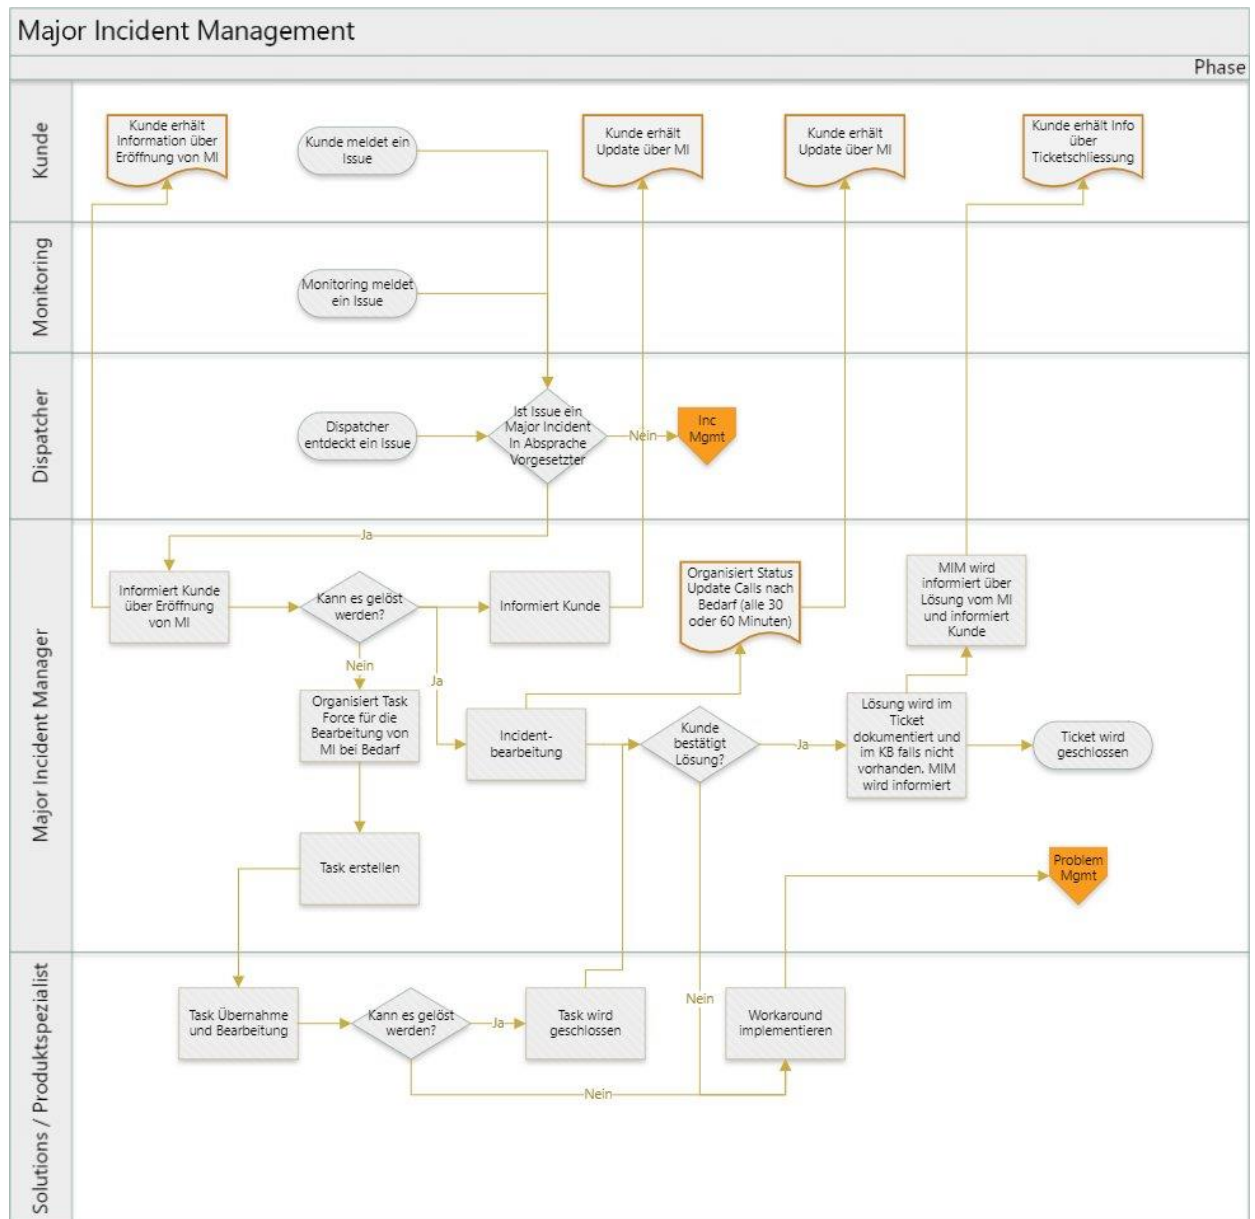 Major Incident Management
Phase
Kunde
Kunde erhält
Information über
Eröffnung von MI
Kunde meldet ein
Issue
Kunde erhält
Update über MI
Kunde erhält
Update über MI
Kunde erhält Info
über
Ticketschliessung
Monitoring
Monitoring meldet
ein Issue
Dispatcher
Dispatcher
entdeckt ein Issue
Ist Issue ein
Major Incident
In Absprache
Vorgesetzter
Nein
Inc
Mgmt
Major Incident Manager
Ja
Informiert Kunde
über Eröffnung
von MI
Kann es gelöst
werden?
Informiert Kunde
Organisiert Status
Update Calls nach
Bedarf (alle 30
oder 60 Minuten)
MIM wird
informiert über
Lösung vom MI
und informiert
Kunde
Nein
Ja
Organisiert Task
Force für die
Bearbeitung von
MI bei Bedarf
Incident-
bearbeitung
Kunde
bestätigt
Lösung?
Ja
Lösung wird im
Ticket
dokumentiert und
im KB falls nicht
vorhanden. MIM
wird informiert
Ticket wird
geschlossen
Task erstellen
Problem
Mgmt
Solutions / Produktspezialist
Task Übernahme
und Bearbeitung
Kann es gelöst
werden?
Ja
Task wird
geschlossen
Nein
Workaround
implementieren
Nein